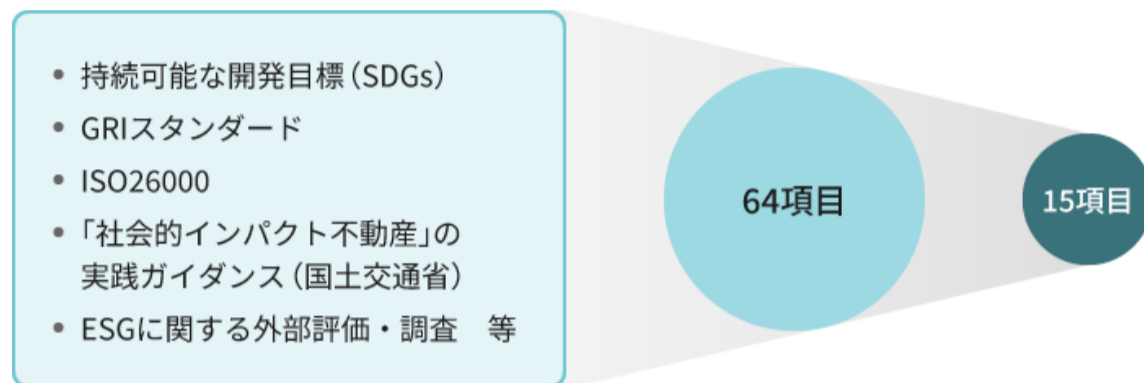 • 持続可能な開発目標（SDGs）
• GRIスタンダード
• ISO26000
• 「社会的インパクト不動産」の
実践ガイダンス（国土交通省）
• ESGに関する外部評価・調査　等
64項目
15項目